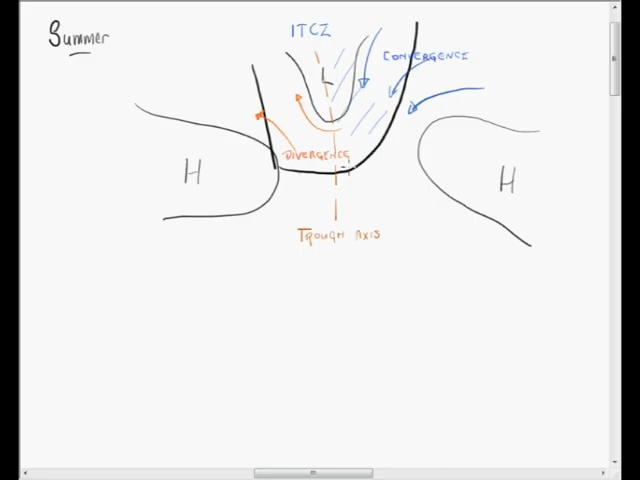 Summer
ITCZ
CONVERGENCE
L
DIVERGENCE
H
H
TROUGH AXIS